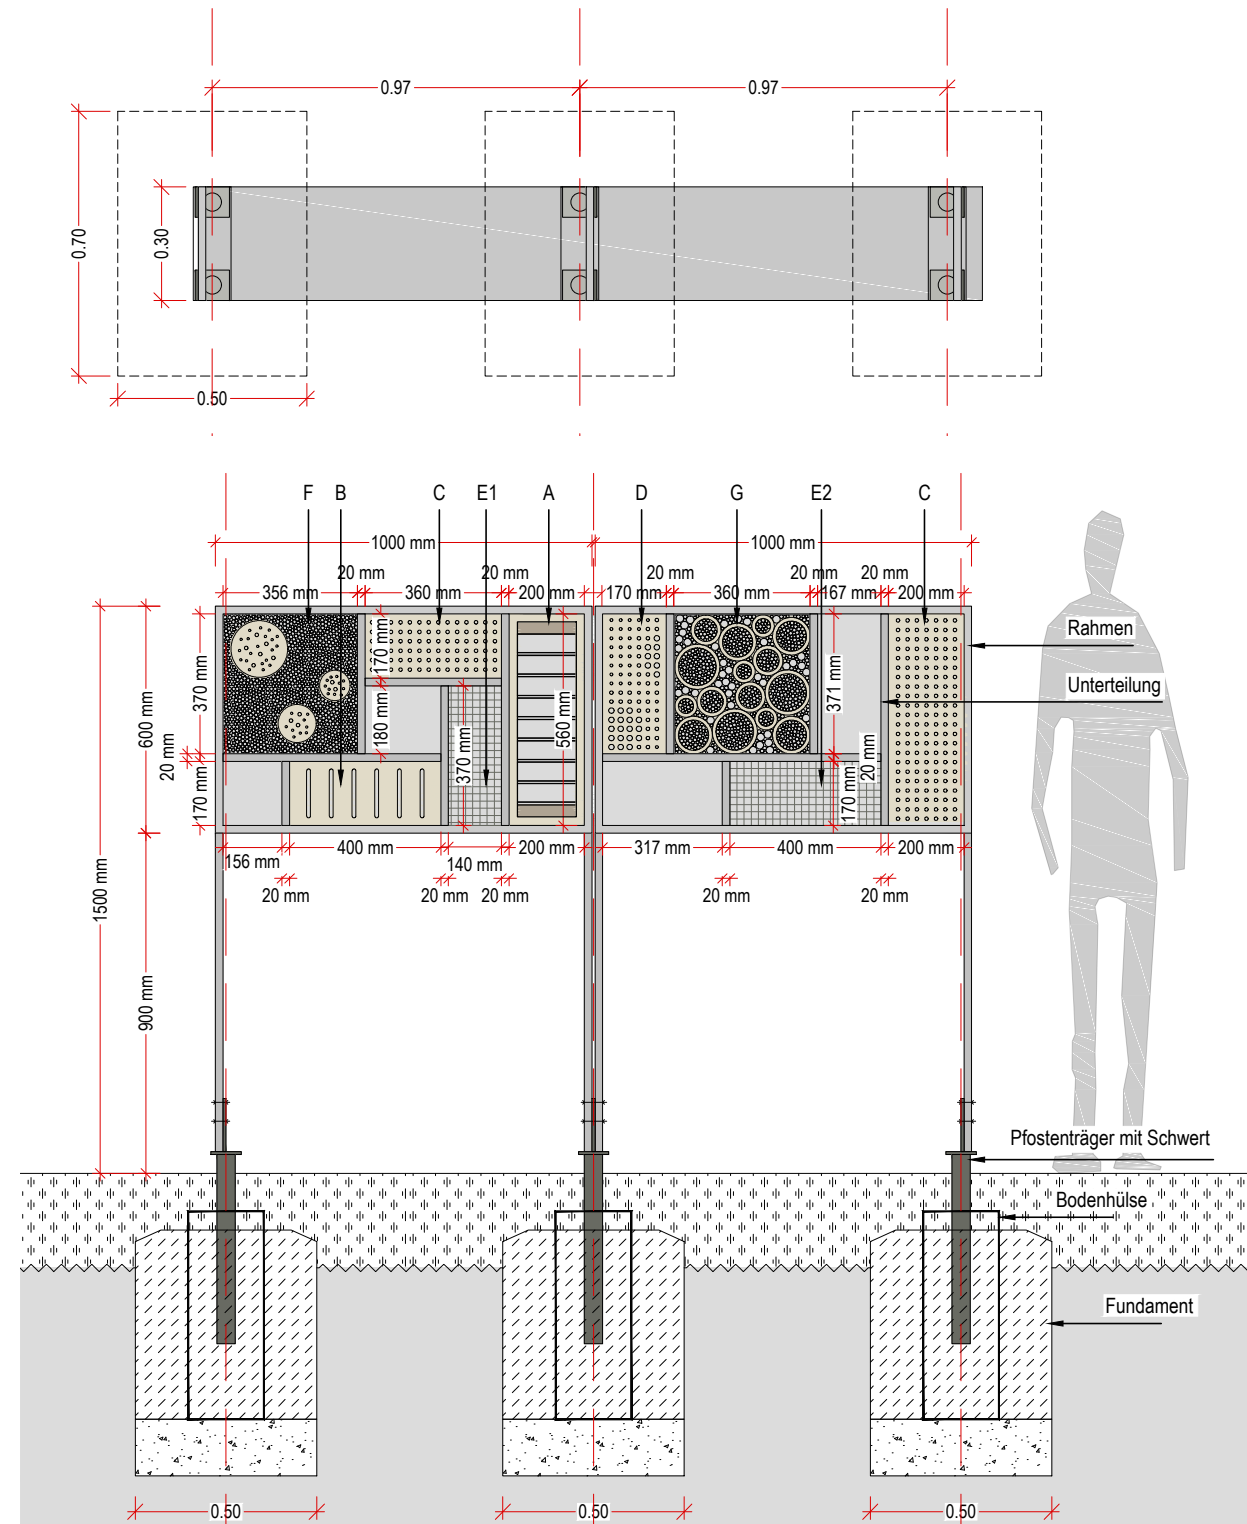 0.97 0.97
0.70
0.30
0.50
F B C E1 A D G E2 C
1000 mm 1000 mm
20 mm 20 mm 20 mm 20 mm 20 mm
356 mm 360 mm 200 mm 170 mm 360 mm 167 mm 200 mm
Rahmen
Unterteilung
370 mm
170 mm
180 mm
370 mm
560 mm
371 mm
20 mm
170 mm
20 mm
170 mm
600 mm
1500 mm
900 mm
156 mm 400 mm 140 mm 200 mm 317 mm 400 mm 200 mm
20 mm 20 mm 20 mm 20 mm 20 mm
Pfostenträger mit Schwert
Bodenhülse
Fundament
0.50 0.50 0.50